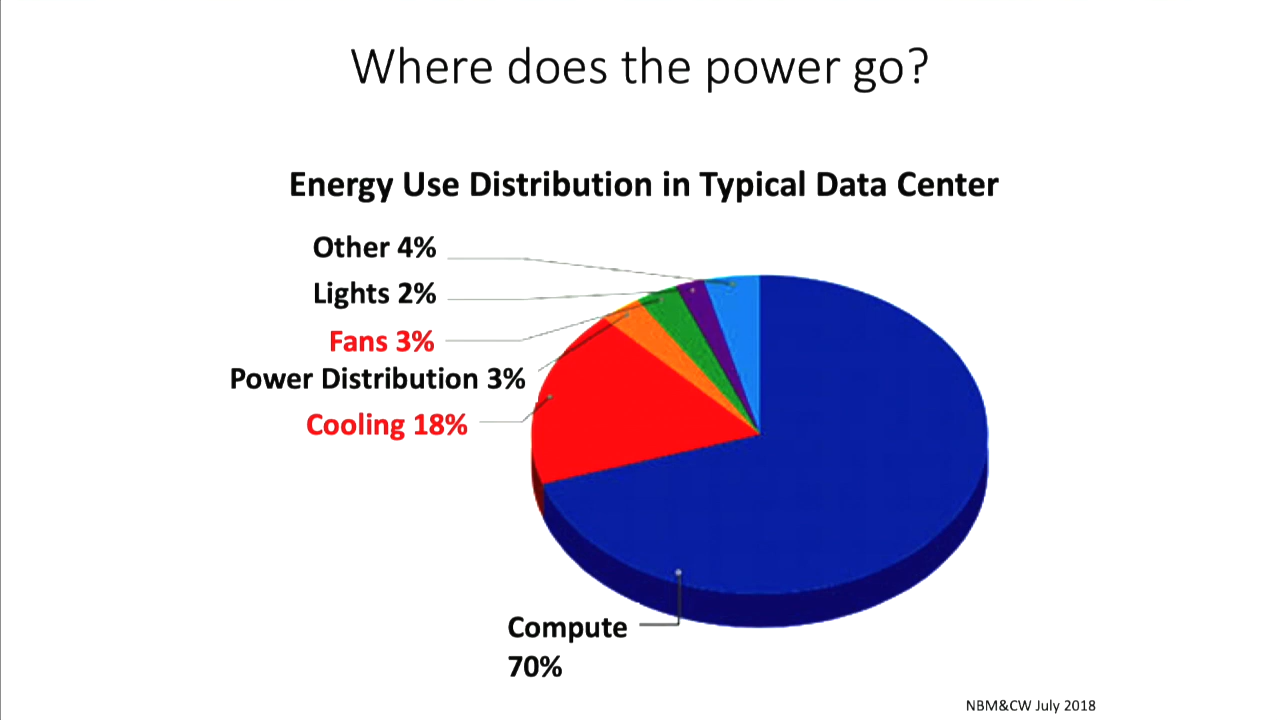 Where does the power go?
Energy Use Distribution in Typical Data Center
Other 4%
Lights 2%
Fans 3%
Power Distribution 3%
Cooling 18%
Compute
70%
NBM&CW July 2018